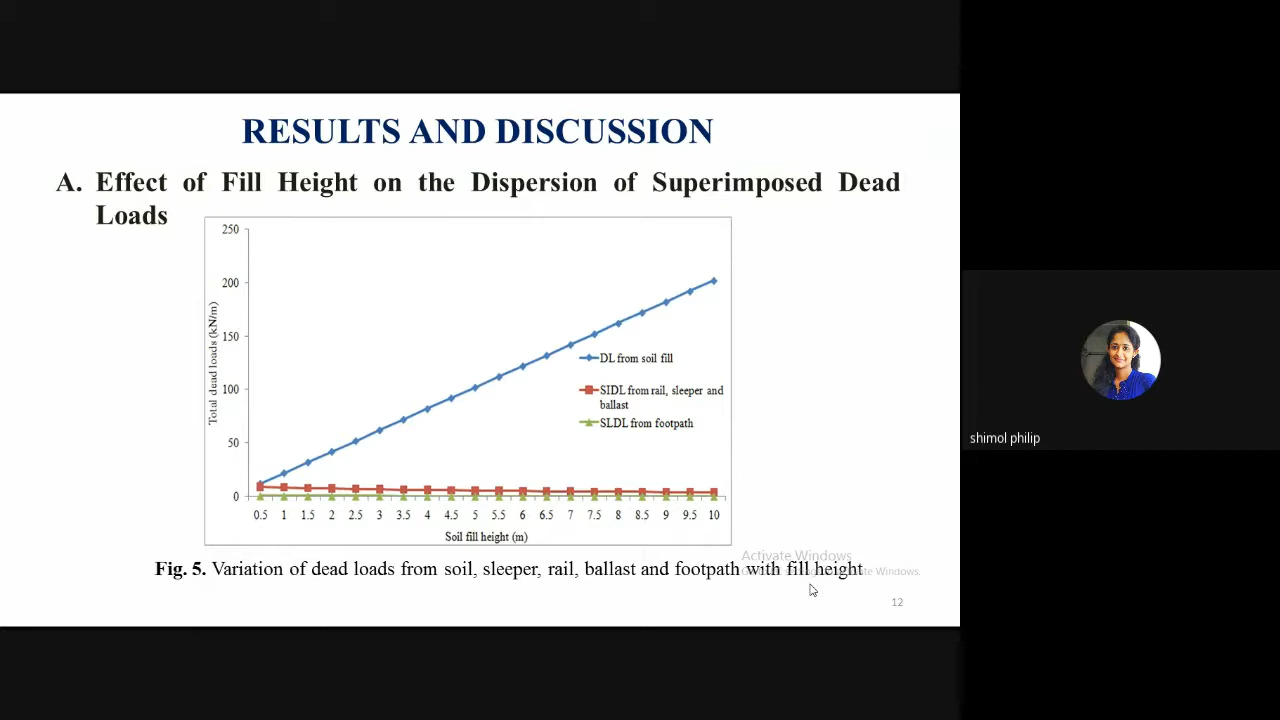 RESULTS AND DISCUSSION
A. Effect of Fill Height on the Dispersion of Superimposed Dead
Loads
250
200
150
100
50
0
Total dead loads (kN/m)
DL from soil fill
SIDL from rail, sleeper and
ballast
SLDL from footpath
0.5 1 1.5 2 2.5 3 3.5 4 4.5 5 5.5 6 6.5 7 7.5 8 8.5 9 9.5 10
Soil fill height (m)
Activate Windows
Fig. 5. Variation of dead loads from soil, sleeper, rail, ballast and footpath with fill height
Windows.
12
shimol philip